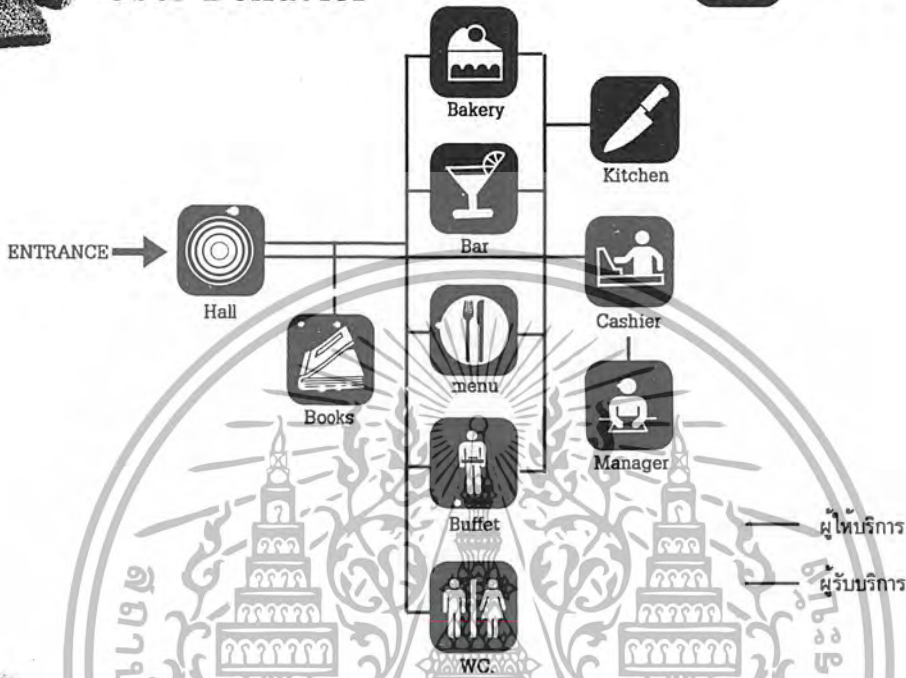 Bakery
Kitchen
Bar
ENTRANCE
Hall
Cashier
menu
Books
Manager
Buffet
ผู้ให้บริการ
ผู้รับบริการ
WC.